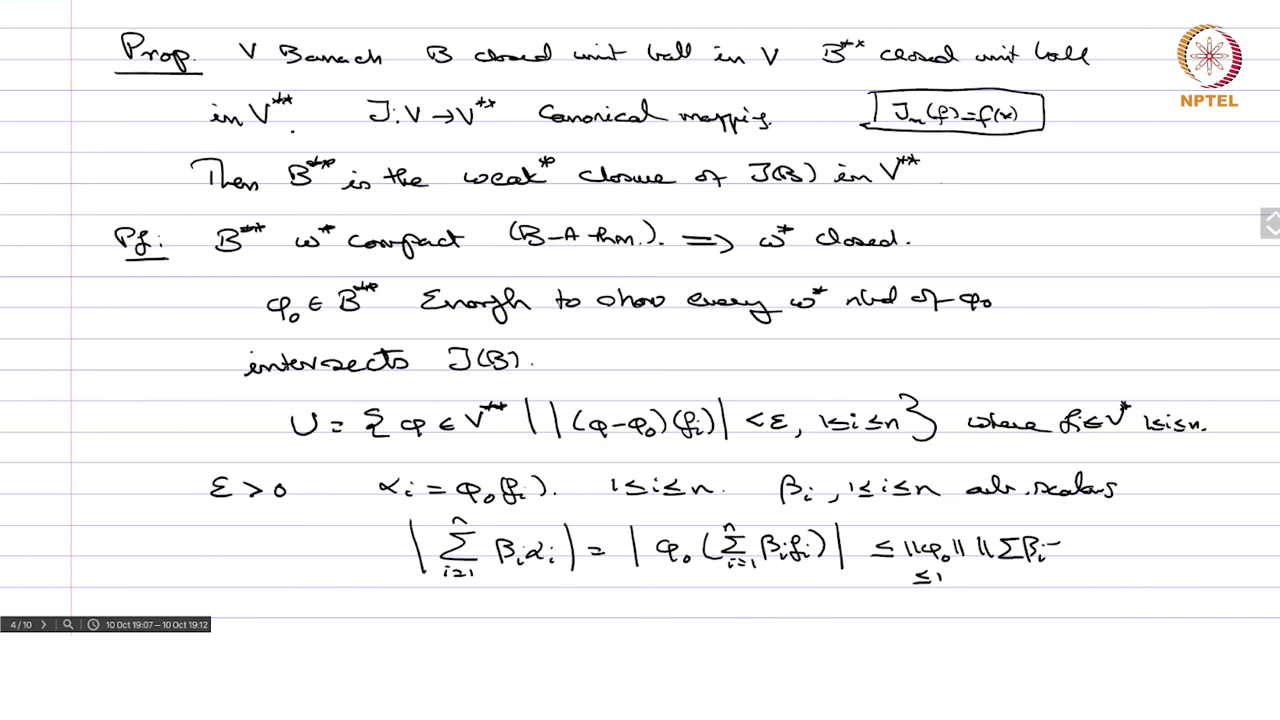 Prop. V Banach B closed unit ball in V B** closed unit ball
NPTEL
in V**. J: V → V** Canonical mapping. J_x(f) = f(x)
Then B** is the weak* closure of J(B) in V**.
Pf: B** w* compact (B-A thm.). ⟹ w* closed.
φ₀ ∈ B** Enough to show every w* nbd of φ₀
intersects J(B).
U = { φ ∈ V** | |(φ-φ₀)(fᵢ)| < ε, 1≤i≤n } where fᵢ ∈ V* 1≤i≤n.
ε > 0 αᵢ = φ₀(fᵢ). 1≤i≤n. βᵢ, 1≤i≤n arb. scalars
| ∑ⁿᵢ₌₁ βᵢαᵢ | = | φ₀ ( ∑ⁿᵢ₌₁ βᵢfᵢ ) | ≤ ||φ₀|| || ∑βᵢ
≤1
4 / 10 10 Oct 19:07 – 10 Oct 19:12